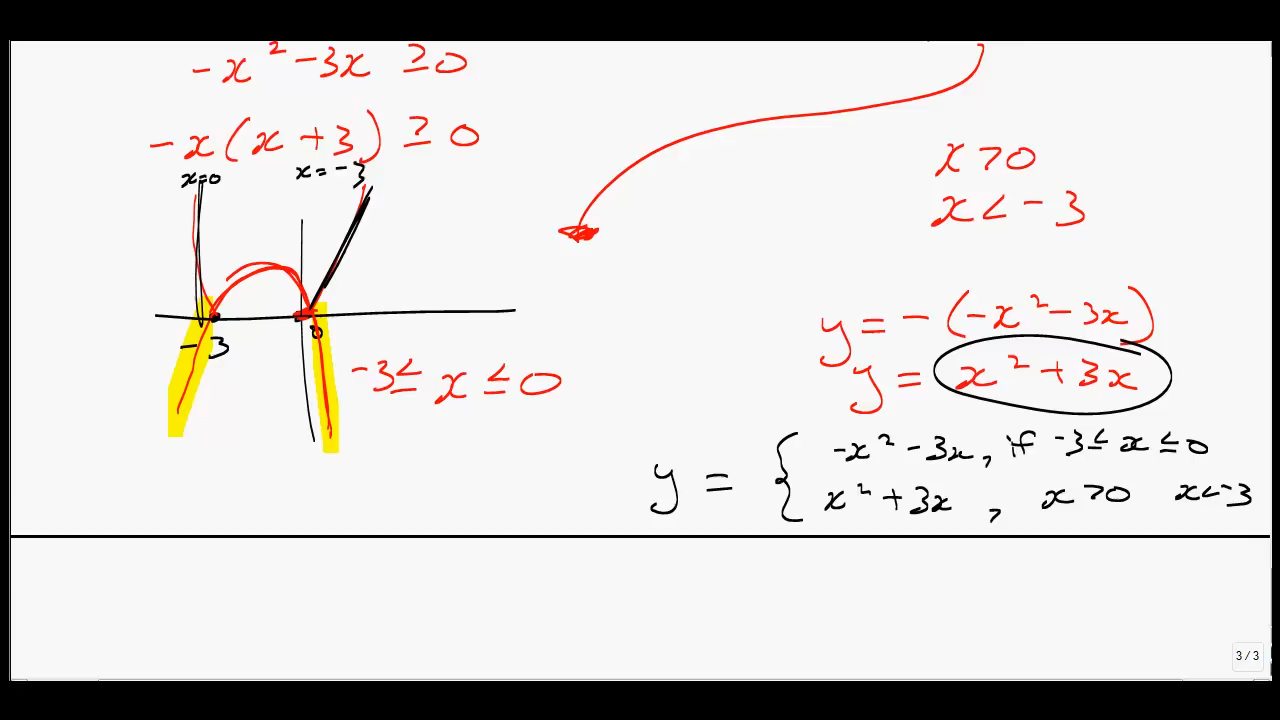 -x² -3x ≥0
-x(x +3) ≥ 0
x=0 x=-3
-3 0
-3≤ x ≤ 0
x >0
x < -3
y = -(-x² -3x)
y = x² +3x
y = { -x² -3x, if -3≤ x ≤0
x² +3x , x >0 x<-3
3 / 3